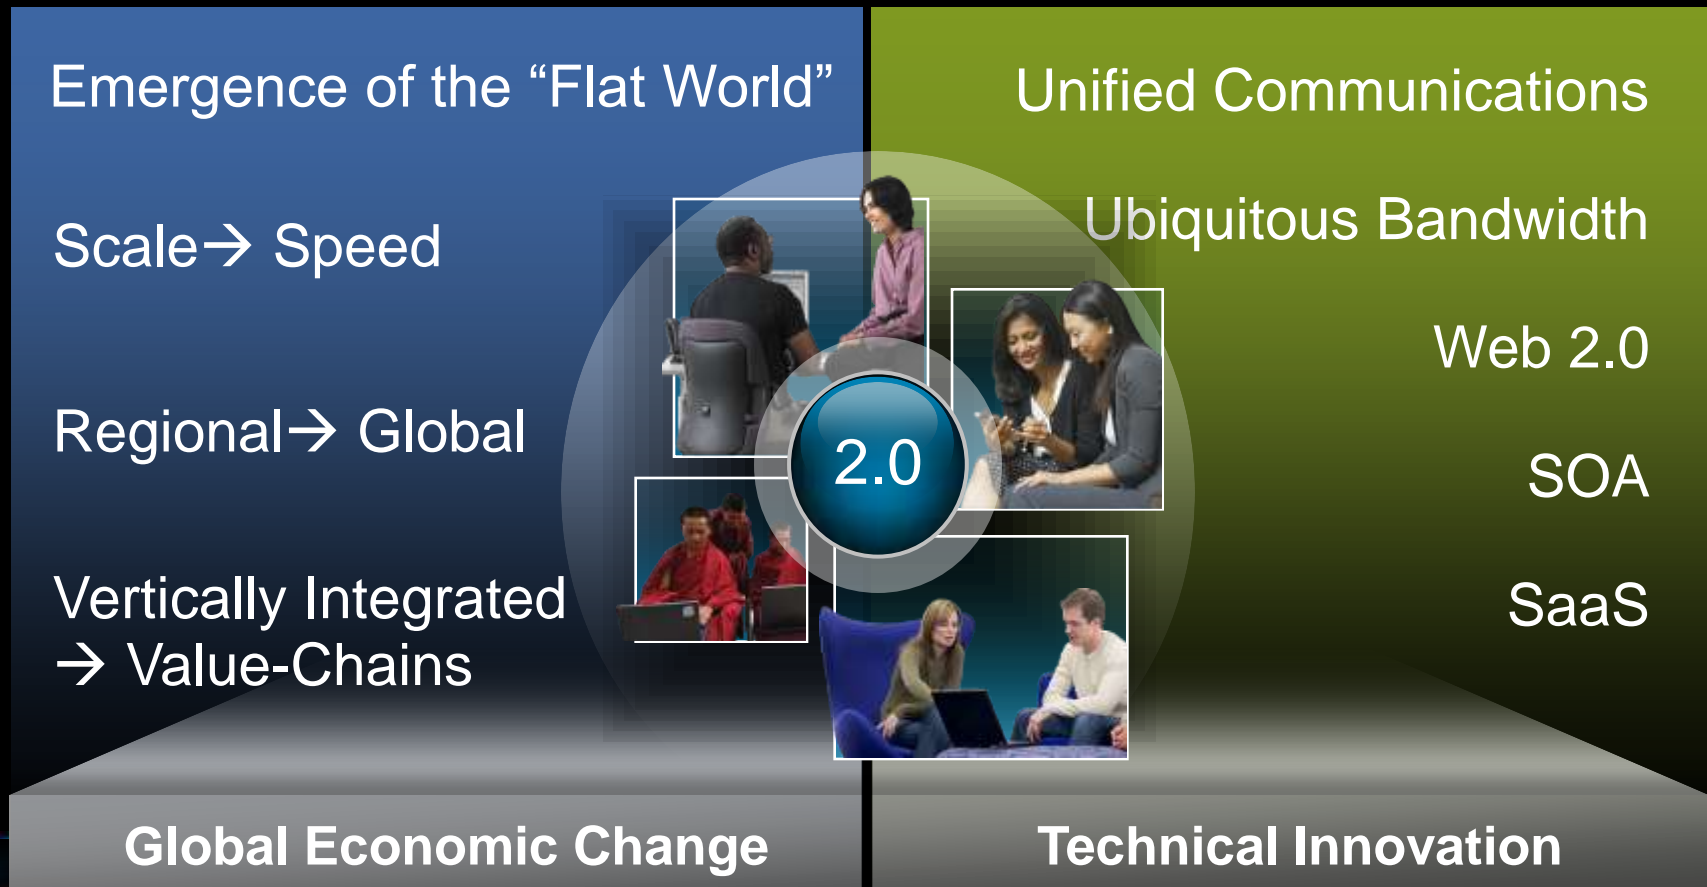 Emergence of the “Flat World”
Scale→ Speed
Regional→ Global
Vertically Integrated
→ Value-Chains
Unified Communications
Ubiquitous Bandwidth
Web 2.0
SOA
SaaS
2.0
Global Economic Change
Technical Innovation